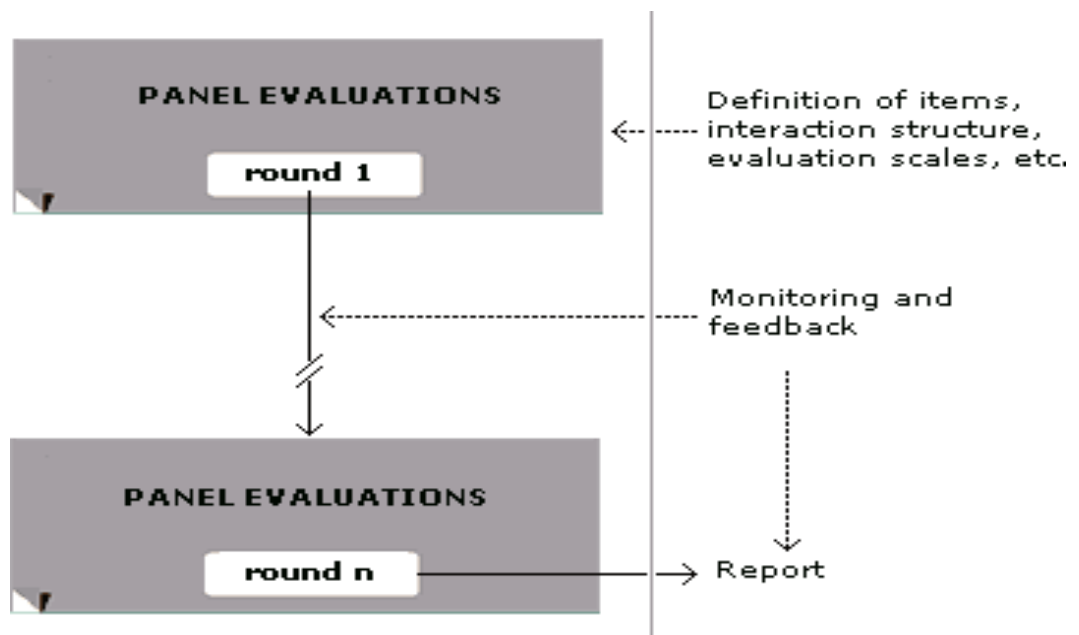 PANEL EVALUATIONS
round 1
Definition of items,
interaction structure,
evaluation scales, etc.
Monitoring and
feedback
PANEL EVALUATIONS
round n
Report